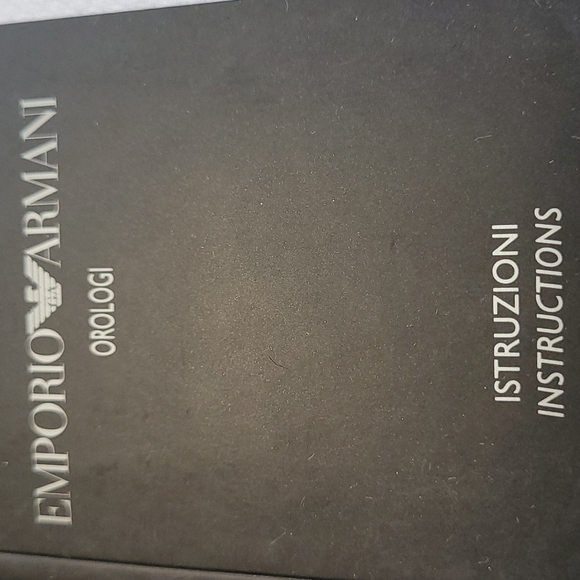 EMPORIO ARMANI
OROLOGI
ISTRUZIONI
INSTRUCTIONS